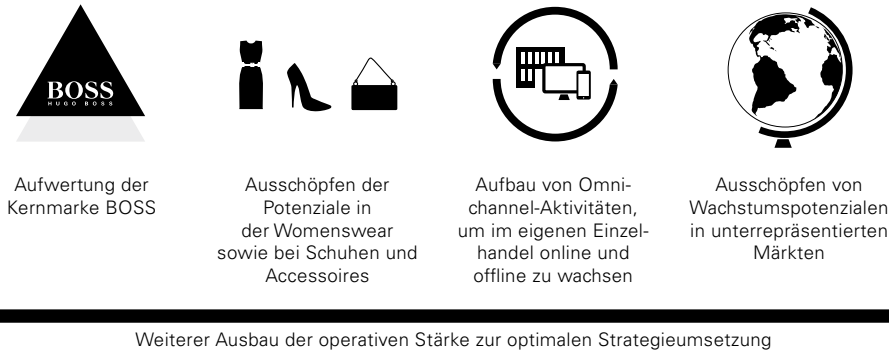 BOSS
HUGO BOSS
Aufwertung der
Kernmarke BOSS
Ausschöpfen der
Potenziale in
der Womenswear
sowie bei Schuhen und
Accessoires
Aufbau von Omni-
channel-Aktivitäten,
um im eigenen Einzel-
handel online und
offline zu wachsen
Ausschöpfen von
Wachstumspotenzialen
in unterrepräsentierten
Märkten
Weiterer Ausbau der operativen Stärke zur optimalen Strategieumsetzung